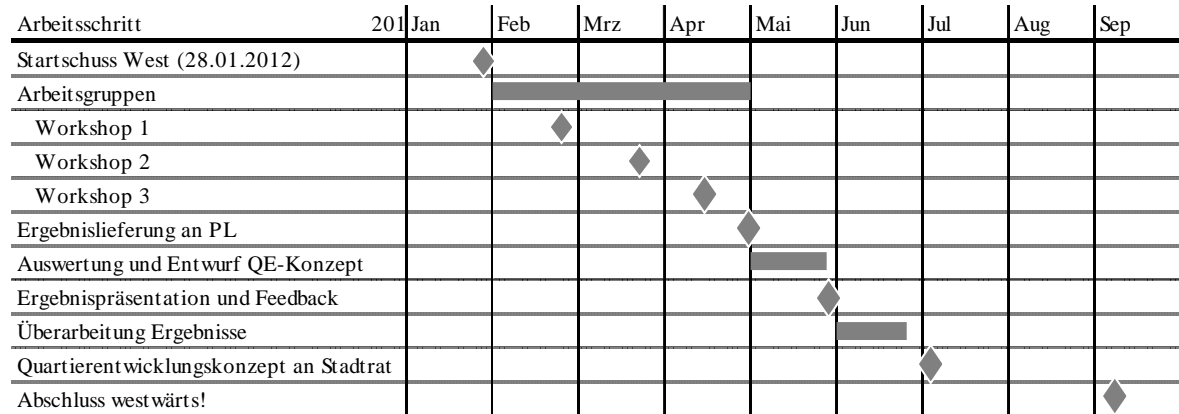 Arbeitsschritt 201 Jan Feb Mrz Apr Mai Jun Jul Aug Sep
Startschuss West (28.01.2012)
Arbeitsgruppen
Workshop 1
Workshop 2
Workshop 3
Ergebnislieferung an PL
Auswertung und Entwurf QE-Konzept
Ergebnispräsentation und Feedback
Überarbeitung Ergebnisse
Quartierentwicklungskonzept an Stadtrat
Abschluss westwärts!